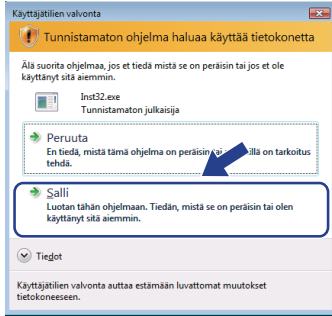 Käyttäjätilien valvonta
Tunnistamaton ohjelma haluaa käyttää tietokonetta
Älä suorita ohjelmaa, jos et tiedä mistä se on peräisin tai jos et ole
käyttänyt sitä aiemmin.
Inst32.exe
Tunnistamaton julkaisija
Peruuta
En tiedä, mistä tämä ohjelma on peräisin tai illä on tarkoitus
tehdä.
Salli
Luotan tähän ohjelmaan. Tiedän, mistä se on peräisin tai olen
käyttänyt sitä aiemmin.
Tiedot
Käyttäjätilien valvonta auttaa estämään luvattomat muutokset
tietokoneeseen.